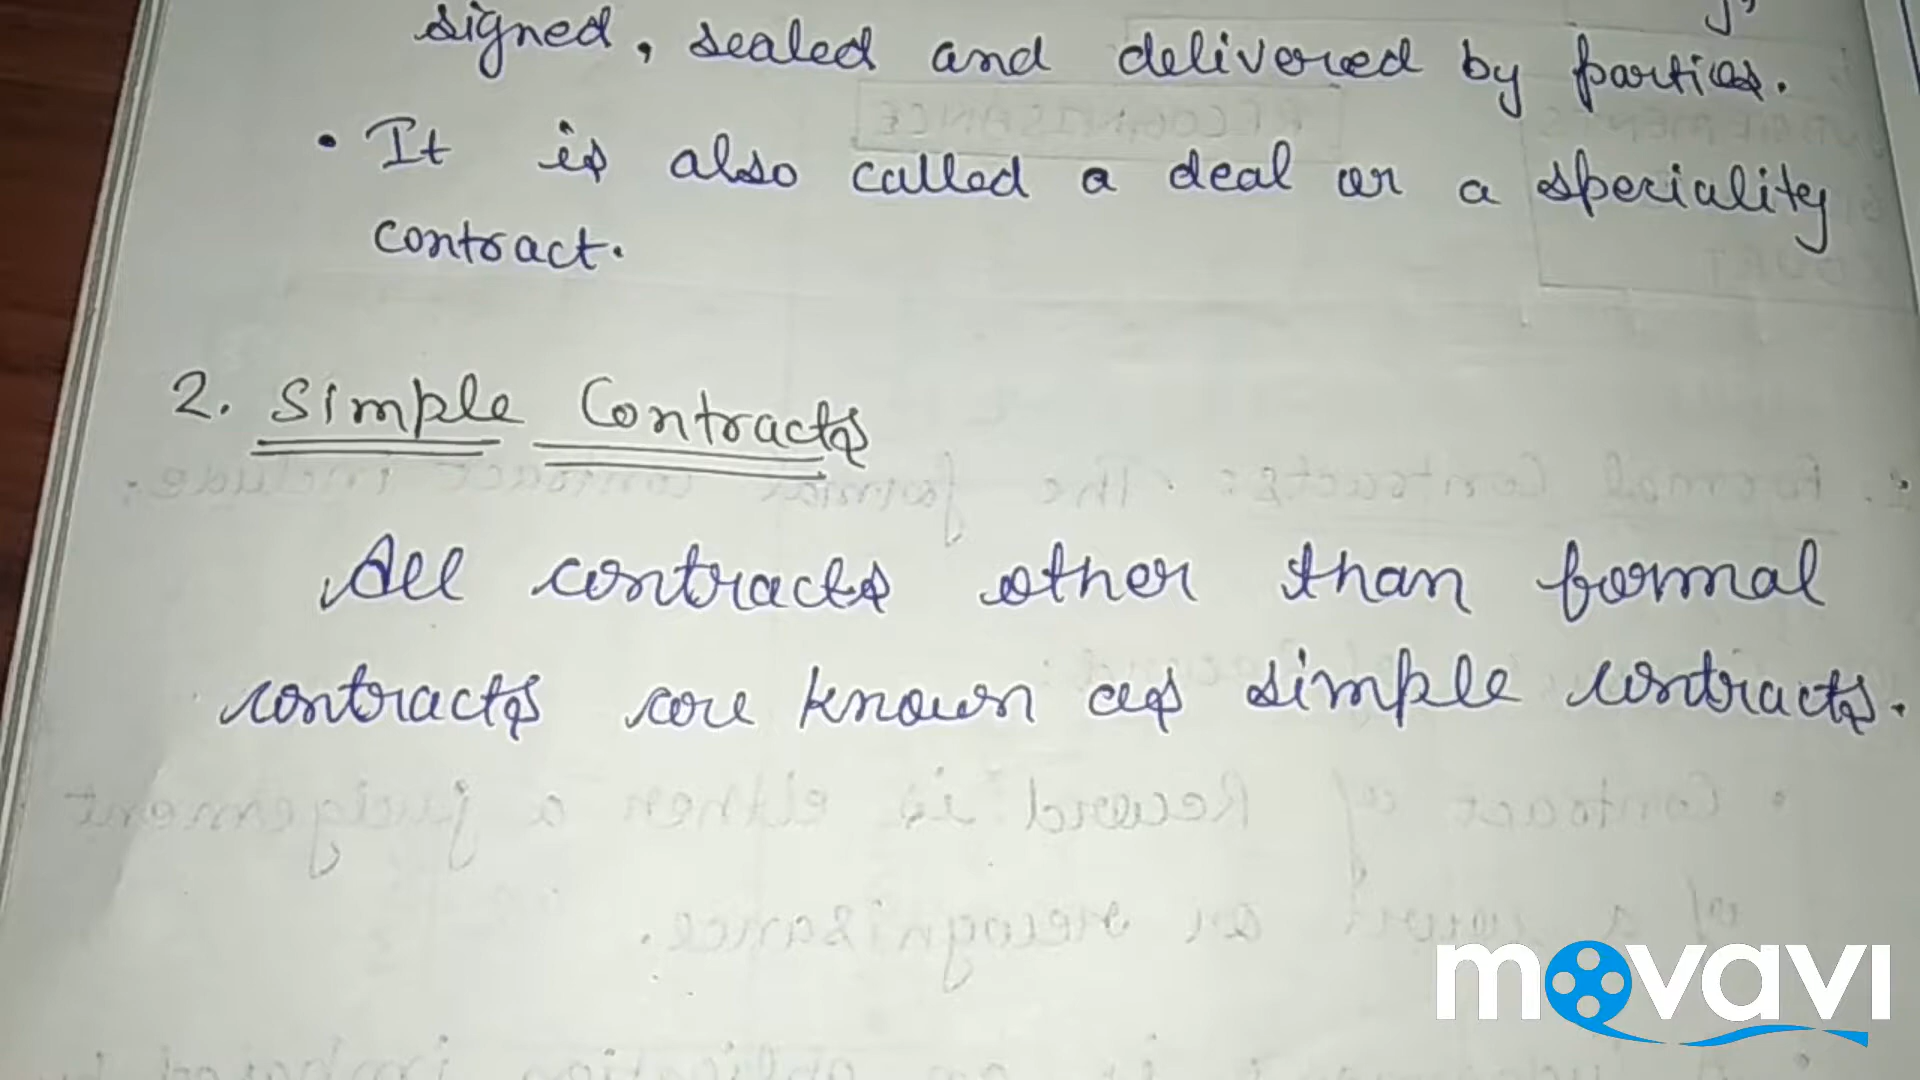 signed, sealed and delivered by parties.
• It is also called a deal or a speciality
contract.
2. Simple Contracts
All contracts other than formal
contracts are known as simple contracts.
movavi